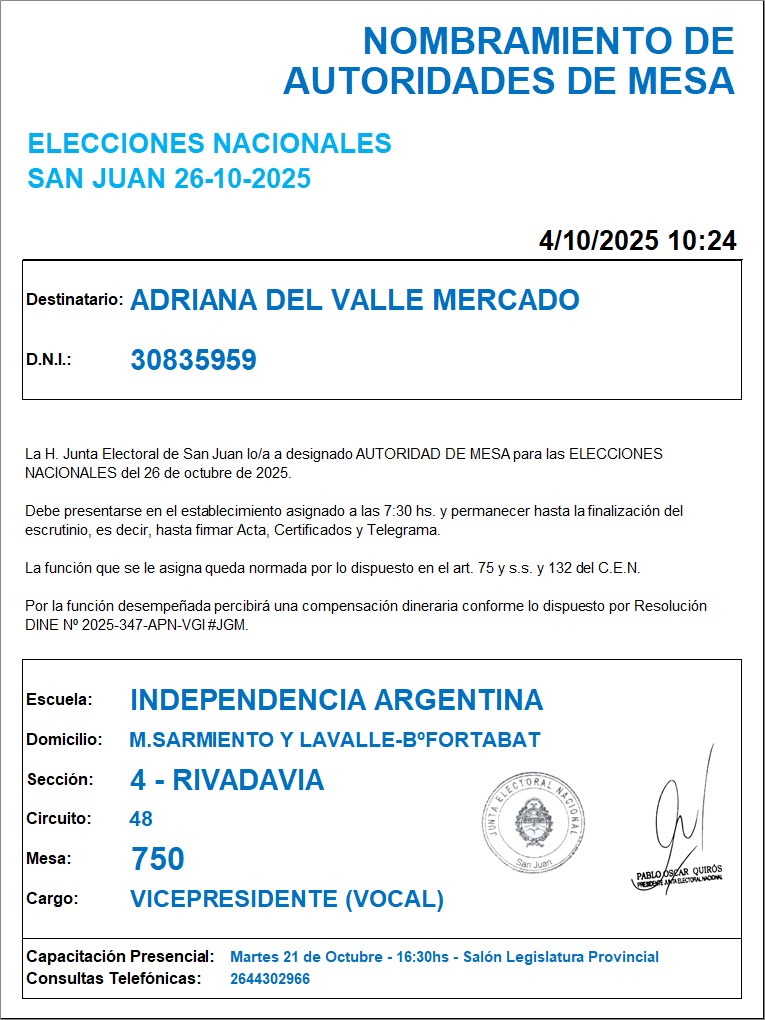 NOMBRAMIENTO DE
AUTORIDADES DE MESA
ELECCIONES NACIONALES
SAN JUAN 26-10-2025
4/10/2025 10:24
Destinatario: ADRIANA DEL VALLE MERCADO
D.N.I.: 30835959
La H. Junta Electoral de San Juan lo/a a designado AUTORIDAD DE MESA para las ELECCIONES
NACIONALES del 26 de octubre de 2025.
Debe presentarse en el establecimiento asignado a las 7:30 hs. y permanecer hasta la finalización del
escrutinio, es decir, hasta firmar Acta, Certificados y Telegrama.
La función que se le asigna queda normada por lo dispuesto en el art. 75 y s.s. y 132 del C.E.N.
Por la función desempeñada percibirá una compensación dineraria conforme lo dispuesto por Resolución
DINE Nº 2025-347-APN-VGI#JGM.
Escuela: INDEPENDENCIA ARGENTINA
Domicilio: M.SARMIENTO Y LAVALLE-BºFORTABAT
Sección: 4 - RIVADAVIA
Circuito: 48
Mesa: 750
Cargo: VICEPRESIDENTE (VOCAL)
JUNTA ELECTORAL NACIONAL
San Juan
PABLO OSCAR QUIRÓS
PRESIDENTE JUNTA ELECTORAL NACIONAL
Capacitación Presencial: Martes 21 de Octubre - 16:30hs - Salón Legislatura Provincial
Consultas Telefónicas: 2644302966